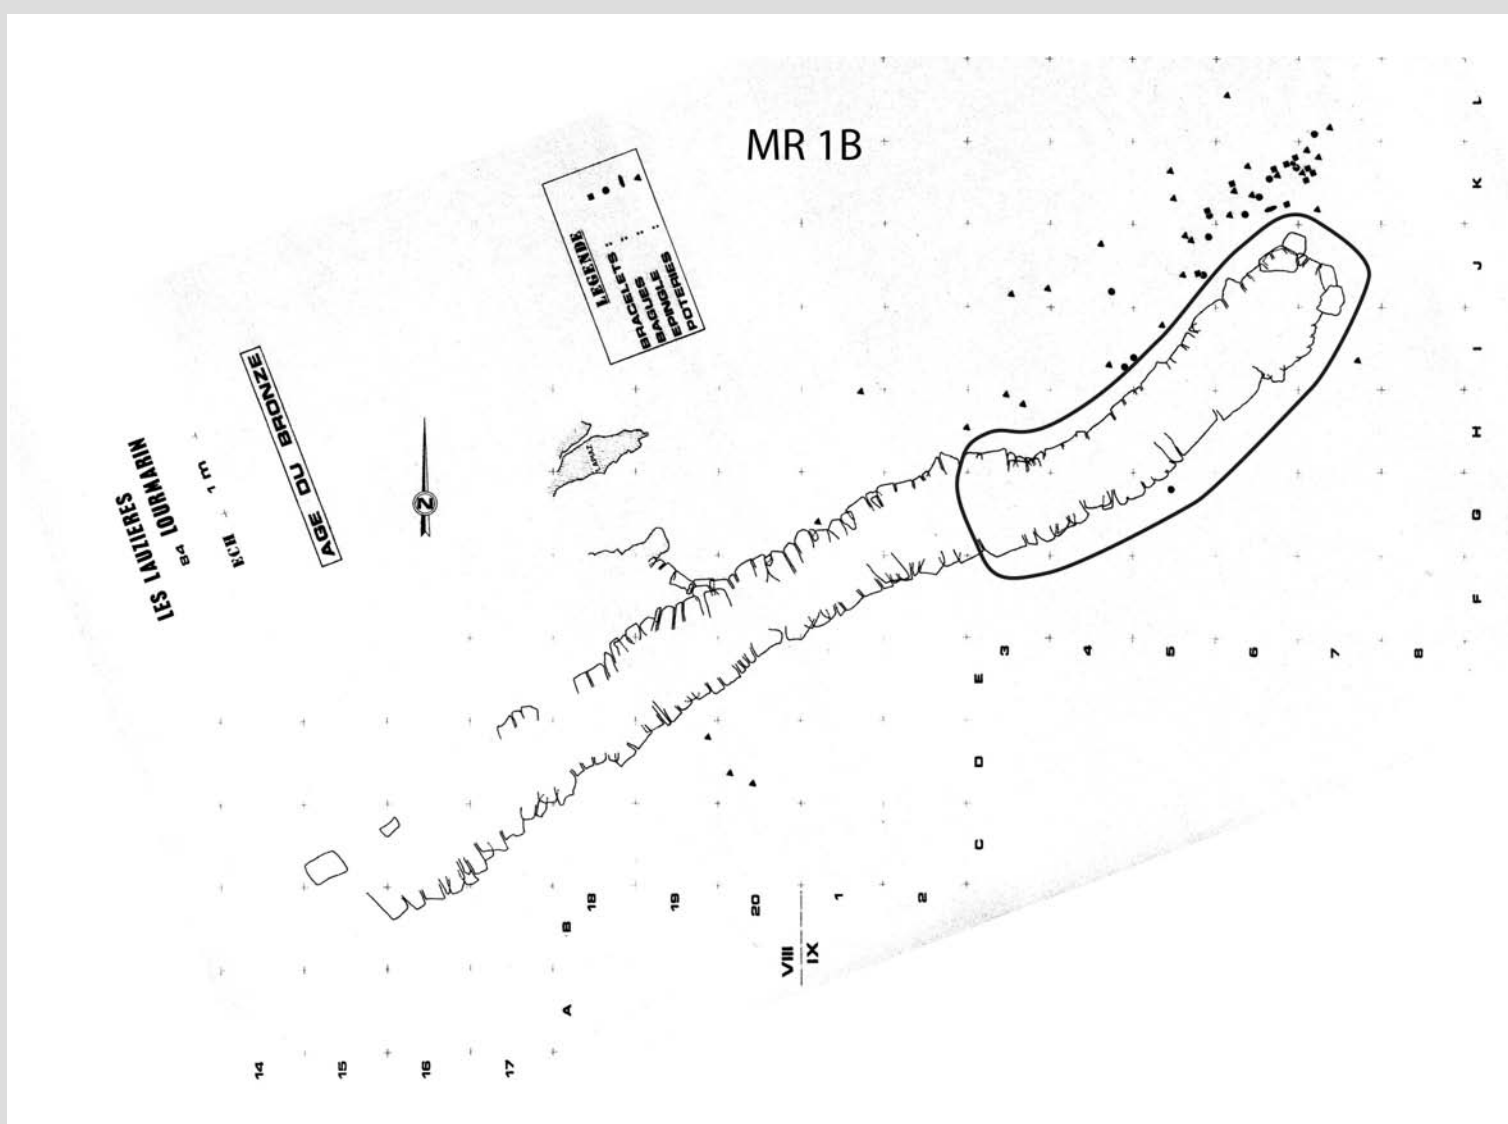 MR 1B
LES LAUZIERES
84 LOURMARIN
ECH + 1 m +
AGE DU BRONZE
LEGENDE
BRACELETS :
BAGUES :
EPINGLE :
POTERIES :
N
L
K
J
I
H
G
F
E
D
C
B
A
3
4
5
6
7
8
14
15
16
17
18
19
20
1
2
VIII
IX